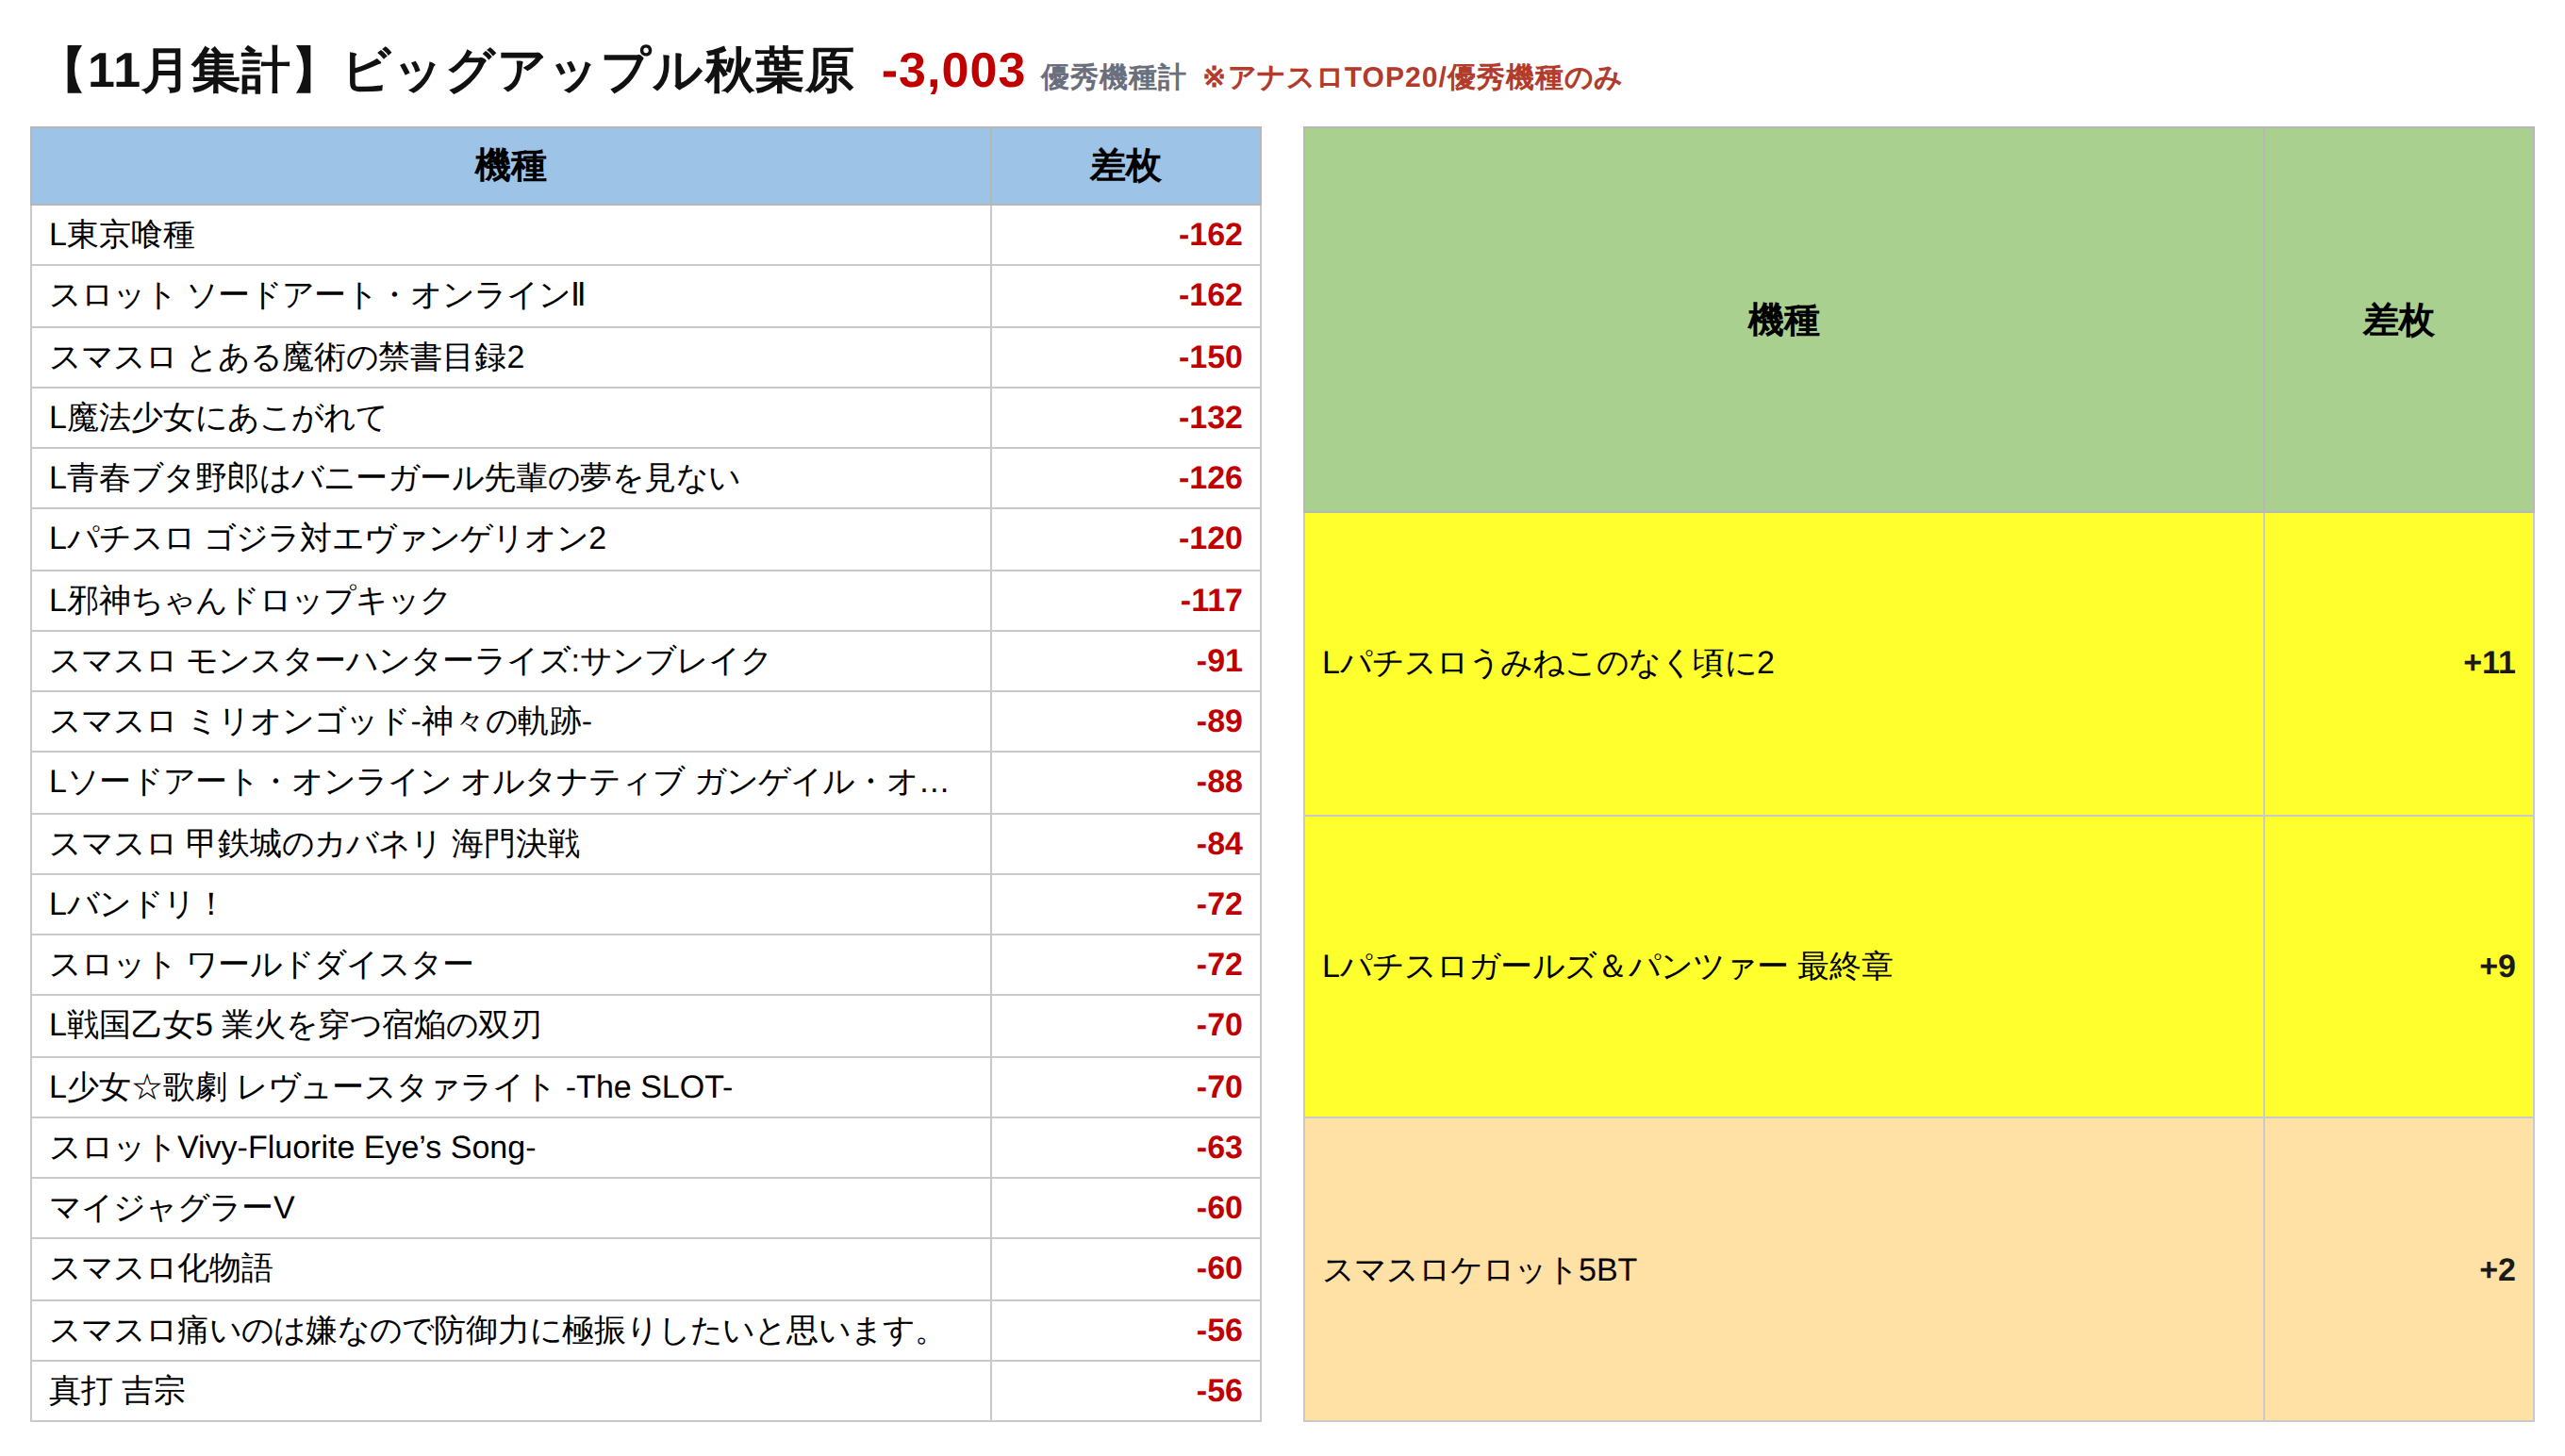 【11月集計】ビッグアップル秋葉原 -3,003 優秀機種計 ※アナスロTOP20/優秀機種のみ
機種 差枚
L東京喰種 -162
スロット ソードアート・オンラインⅡ -162
スマスロ とある魔術の禁書目録2 -150
L魔法少女にあこがれて -132
L青春ブタ野郎はバニーガール先輩の夢を見ない -126
Lパチスロ ゴジラ対エヴァンゲリオン2 -120
L邪神ちゃんドロップキック -117
スマスロ モンスターハンターライズ:サンブレイク -91
スマスロ ミリオンゴッド-神々の軌跡- -89
Lソードアート・オンライン オルタナティブ ガンゲイル・オ… -88
スマスロ 甲鉄城のカバネリ 海門決戦 -84
Lバンドリ！ -72
スロット ワールドダイスター -72
L戦国乙女5 業火を穿つ宿焔の双刃 -70
L少女☆歌劇 レヴュースタァライト -The SLOT- -70
スロットVivy-Fluorite Eye’s Song- -63
マイジャグラーV -60
スマスロ化物語 -60
スマスロ痛いのは嫌なので防御力に極振りしたいと思います。 -56
真打 吉宗 -56
機種 差枚
Lパチスロうみねこのなく頃に2 +11
Lパチスロガールズ＆パンツァー 最終章 +9
スマスロケロット5BT +2